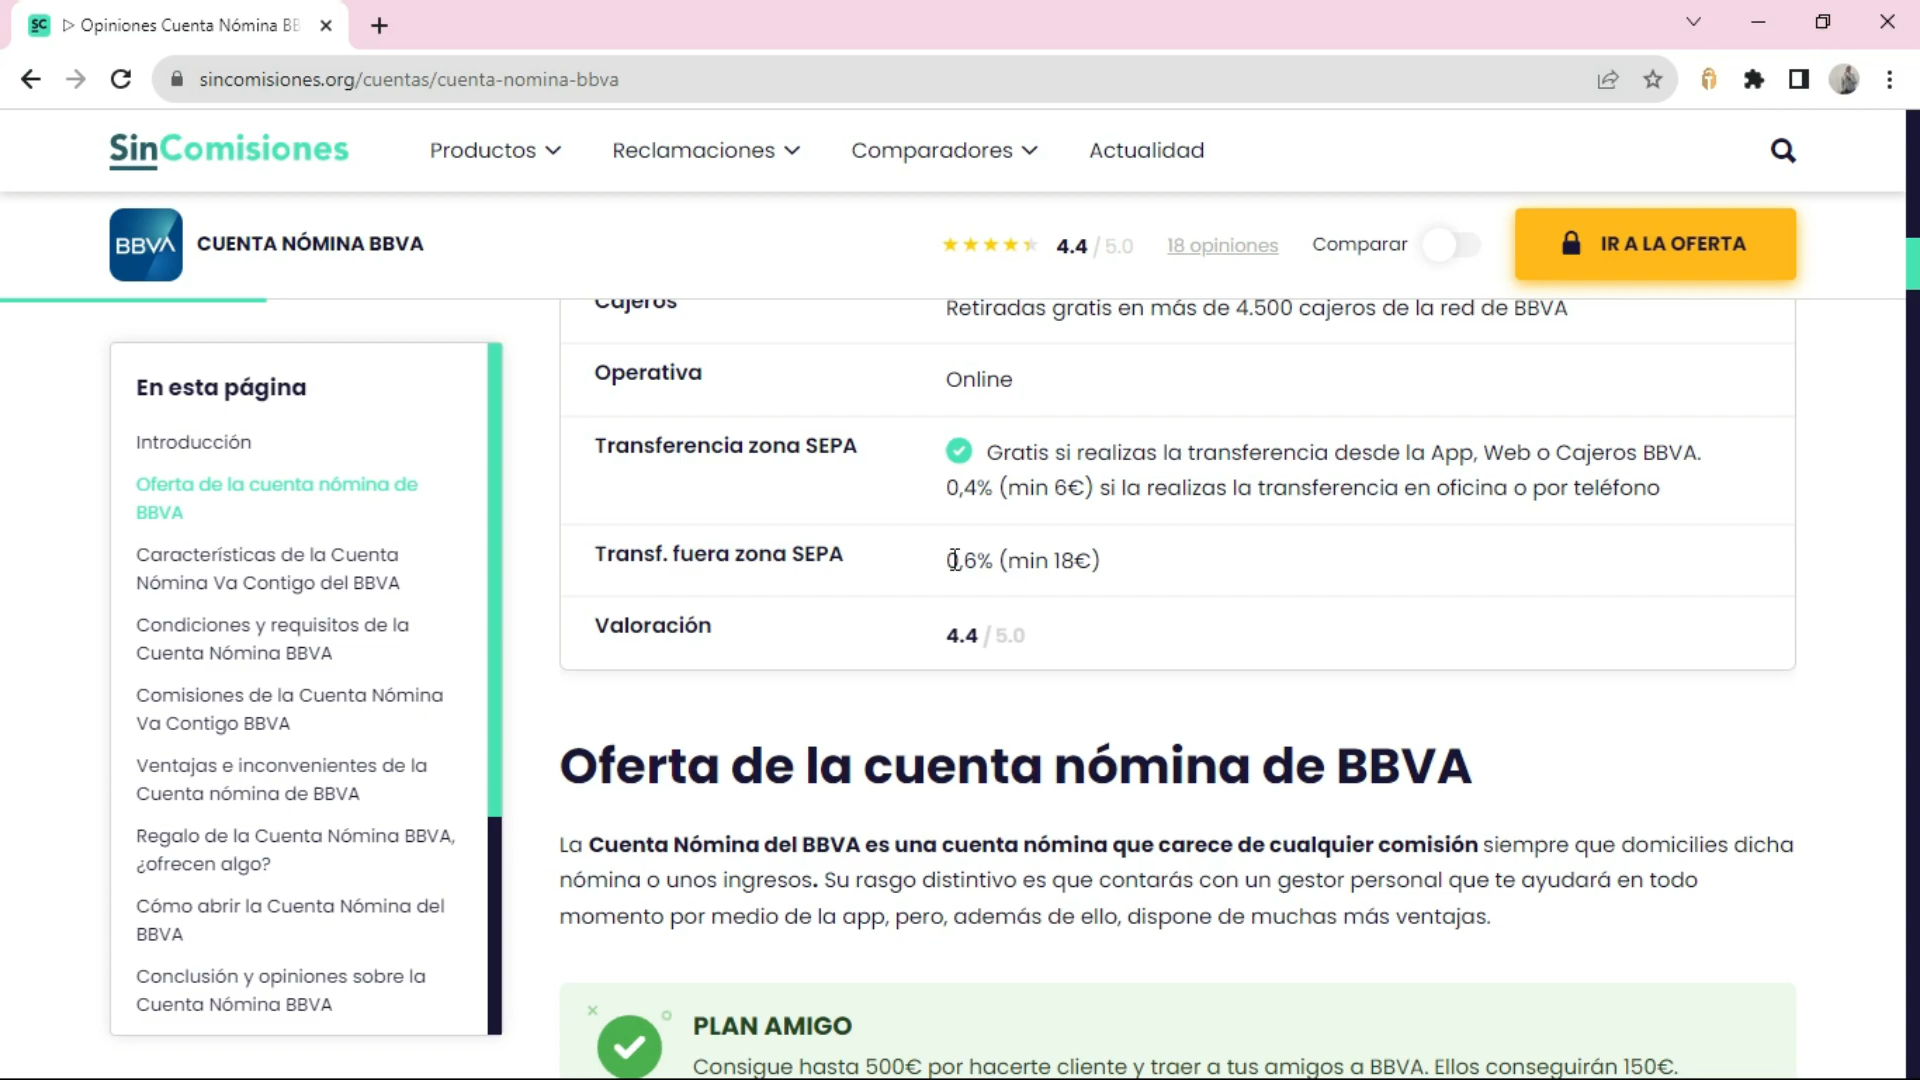 SC ▷ Opiniones Cuenta Nómina BB
sincomisiones.org/cuentas/cuenta-nomina-bbva
SinComisiones Productos Reclamaciones Comparadores Actualidad
BBVA CUENTA NÓMINA BBVA 4.4 / 5.0 18 opiniones Comparar IR A LA OFERTA
En esta página
Introducción
Oferta de la cuenta nómina de
BBVA
Características de la Cuenta
Nómina Va Contigo del BBVA
Condiciones y requisitos de la
Cuenta Nómina BBVA
Comisiones de la Cuenta Nómina
Va Contigo BBVA
Ventajas e inconvenientes de la
Cuenta nómina de BBVA
Regalo de la Cuenta Nómina BBVA,
¿ofrecen algo?
Cómo abrir la Cuenta Nómina del
BBVA
Conclusión y opiniones sobre la
Cuenta Nómina BBVA
Cajeros Retiradas gratis en más de 4.500 cajeros de la red de BBVA
Operativa Online
Transferencia zona SEPA Gratis si realizas la transferencia desde la App, Web o Cajeros BBVA.
0,4% (min 6€) si la realizas la transferencia en oficina o por teléfono
Transf. fuera zona SEPA 0,6% (min 18€)
Valoración 4.4 / 5.0
Oferta de la cuenta nómina de BBVA
La Cuenta Nómina del BBVA es una cuenta nómina que carece de cualquier comisión siempre que domicilies dicha
nómina o unos ingresos. Su rasgo distintivo es que contarás con un gestor personal que te ayudará en todo
momento por medio de la app, pero, además de ello, dispone de muchas más ventajas.
PLAN AMIGO
Consigue hasta 500€ por hacerte cliente y traer a tus amigos a BBVA. Ellos conseguirán 150€.